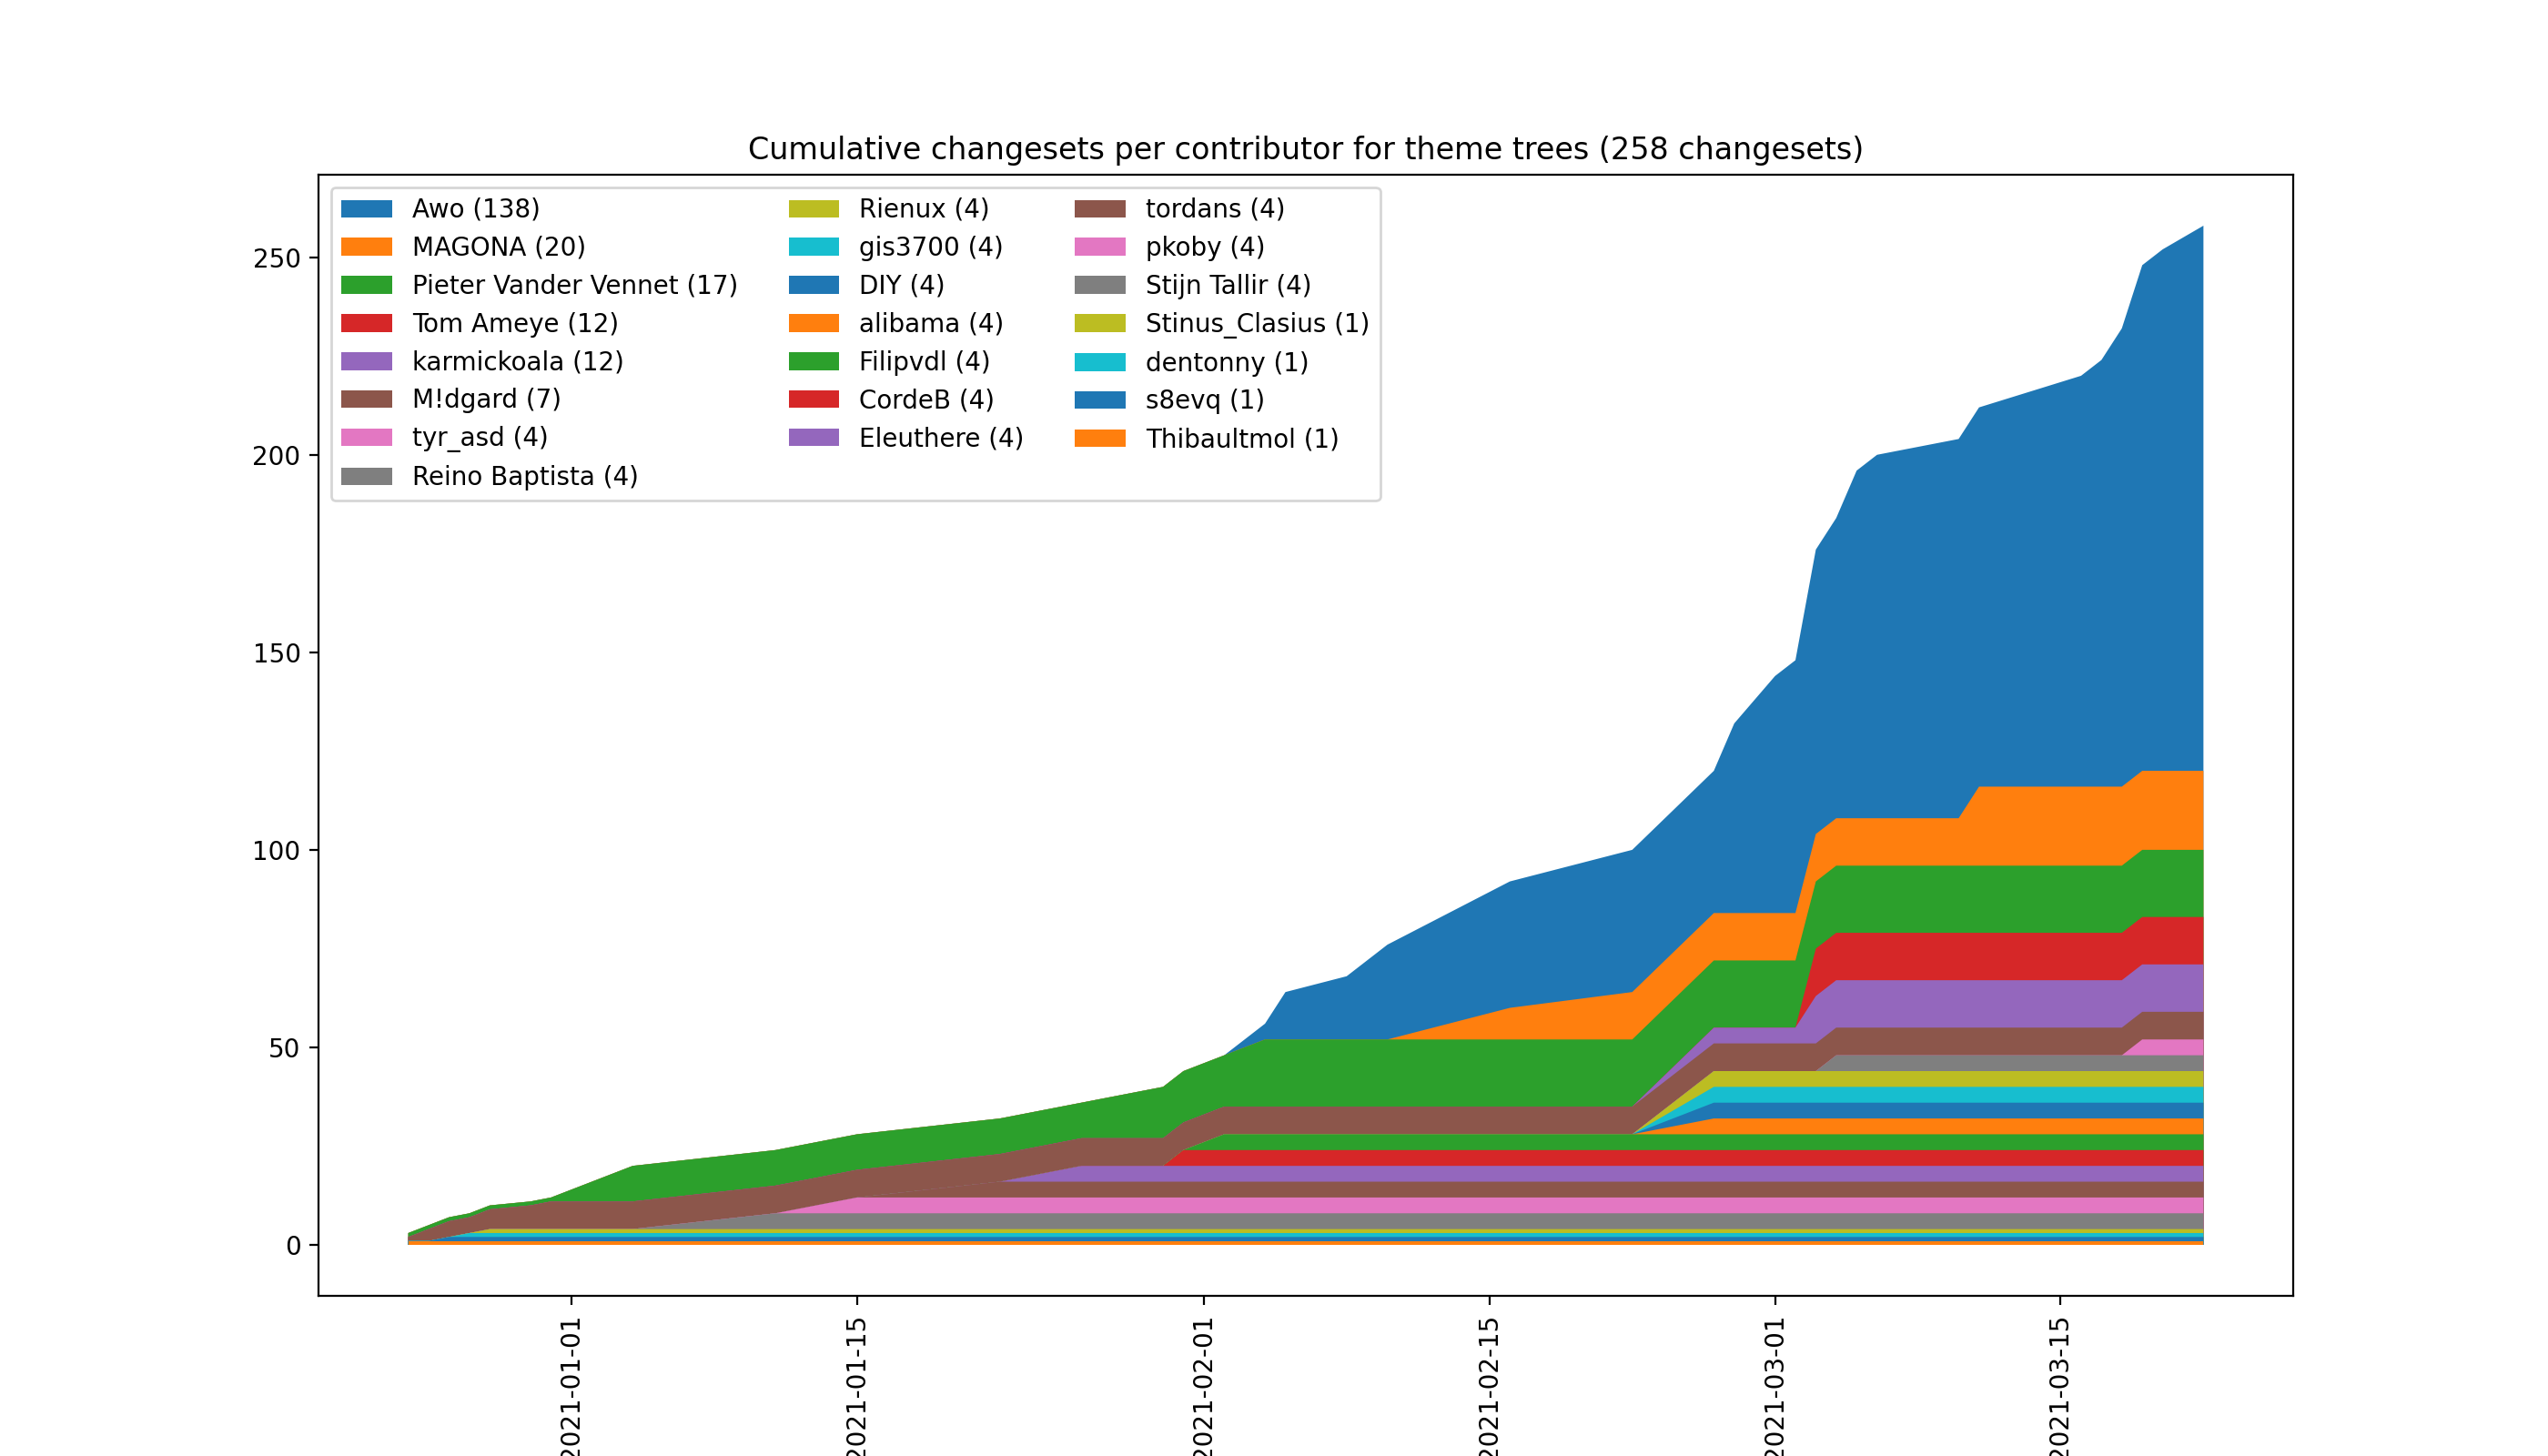 Cumulative changesets per contributor for theme trees (258 changesets)
Awo (138)
MAGONA (20)
Pieter Vander Vennet (17)
Tom Ameye (12)
karmickoala (12)
M!dgard (7)
tyr_asd (4)
Reino Baptista (4)
Rienux (4)
gis3700 (4)
DIY (4)
alibama (4)
Filipvdl (4)
CordeB (4)
Eleuthere (4)
tordans (4)
pkoby (4)
Stijn Tallir (4)
Stinus_Clasius (1)
dentonny (1)
s8evq (1)
Thibaultmol (1)
250
200
150
100
50
0
2021-01-01
2021-01-15
2021-02-01
2021-02-15
2021-03-01
2021-03-15